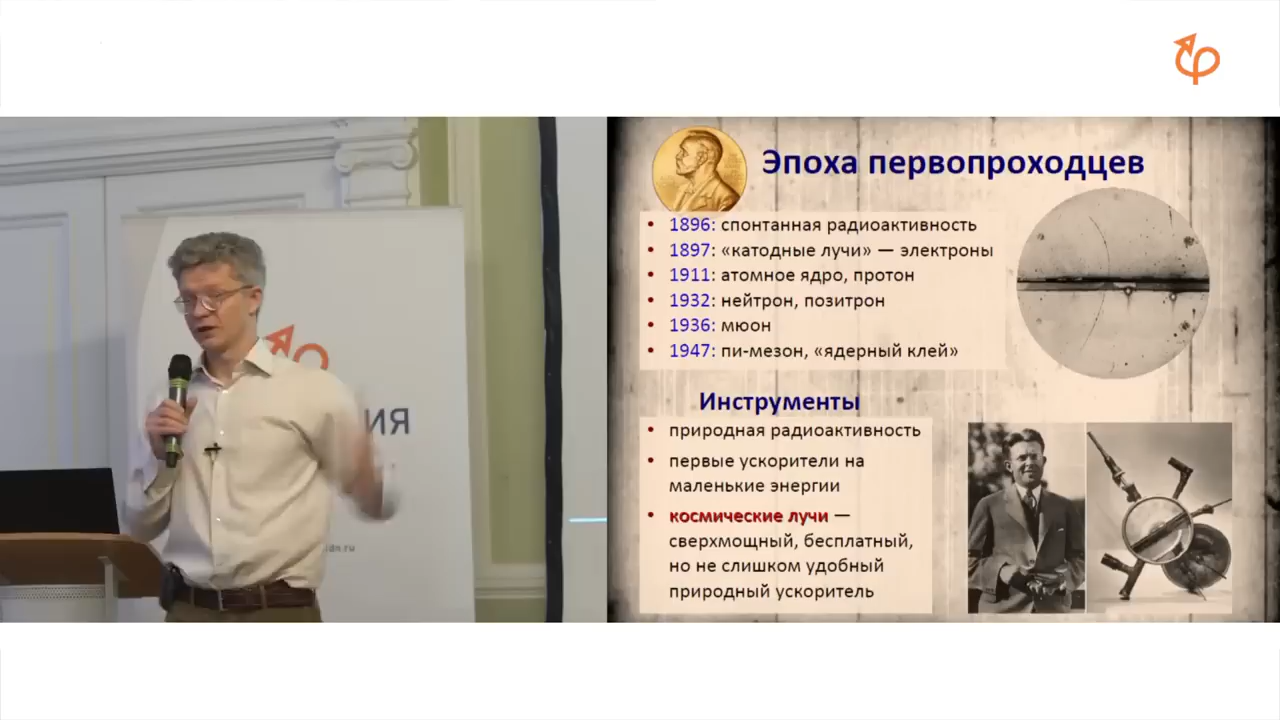 ИЯ
Эпоха первопроходцев
• 1896: спонтанная радиоактивность
• 1897: «катодные лучи» — электроны
• 1911: атомное ядро, протон
• 1932: нейтрон, позитрон
• 1936: мюон
• 1947: пи-мезон, «ядерный клей»
Инструменты
• природная радиоактивность
• первые ускорители на
маленькие энергии
• космические лучи —
сверхмощный, бесплатный,
но не слишком удобный
природный ускоритель